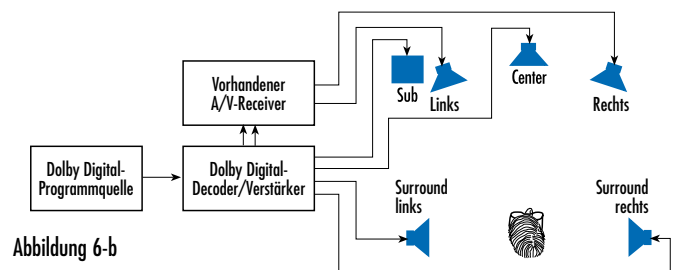 Vorhandener
A/V-Receiver
Sub
Links
Center
Rechts
Dolby Digital-
Programmquelle
Dolby Digital-
Decoder/Verstärker
Surround
links
Surround
rechts
Abbildung 6-b